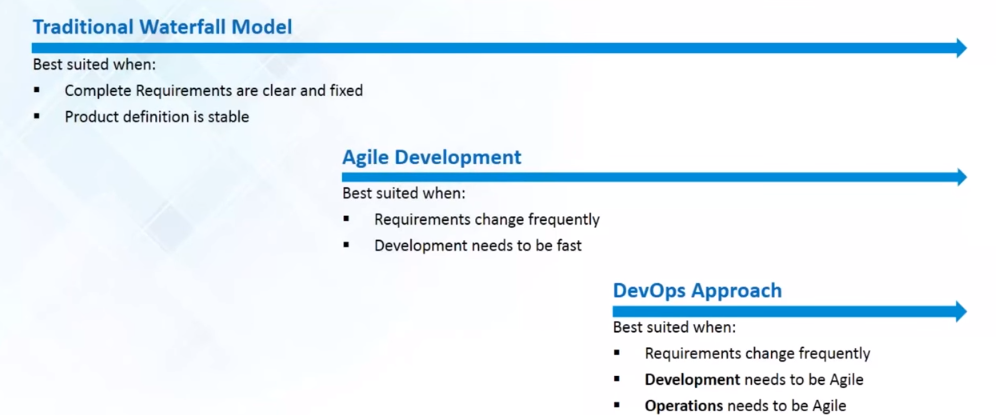 Traditional Waterfall Model
Best suited when:
▪ Complete Requirements are clear and fixed
▪ Product definition is stable
Agile Development
Best suited when:
▪ Requirements change frequently
▪ Development needs to be fast
DevOps Approach
Best suited when:
▪ Requirements change frequently
▪ Development needs to be Agile
▪ Operations needs to be Agile